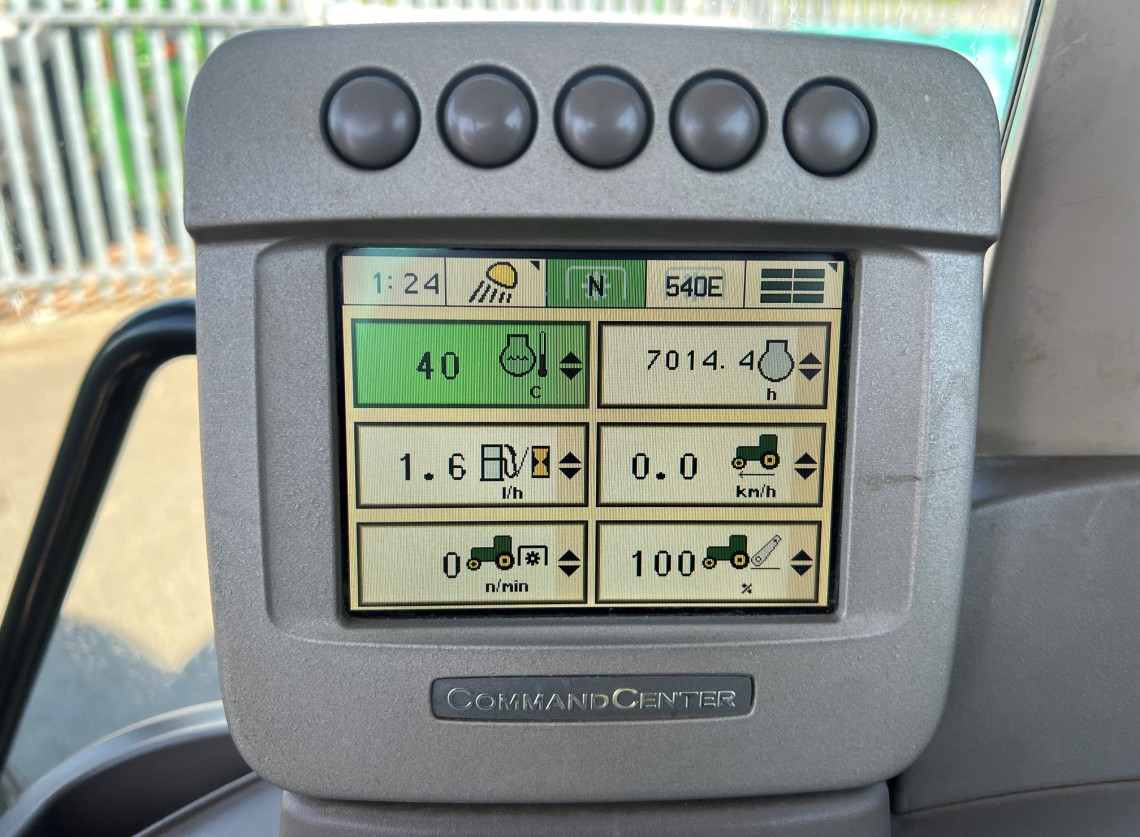 1:24 N 540E
40 C 7014.4 h
1.6 l/h 0.0 km/h
0 n/min 100 %
COMMANDCENTER